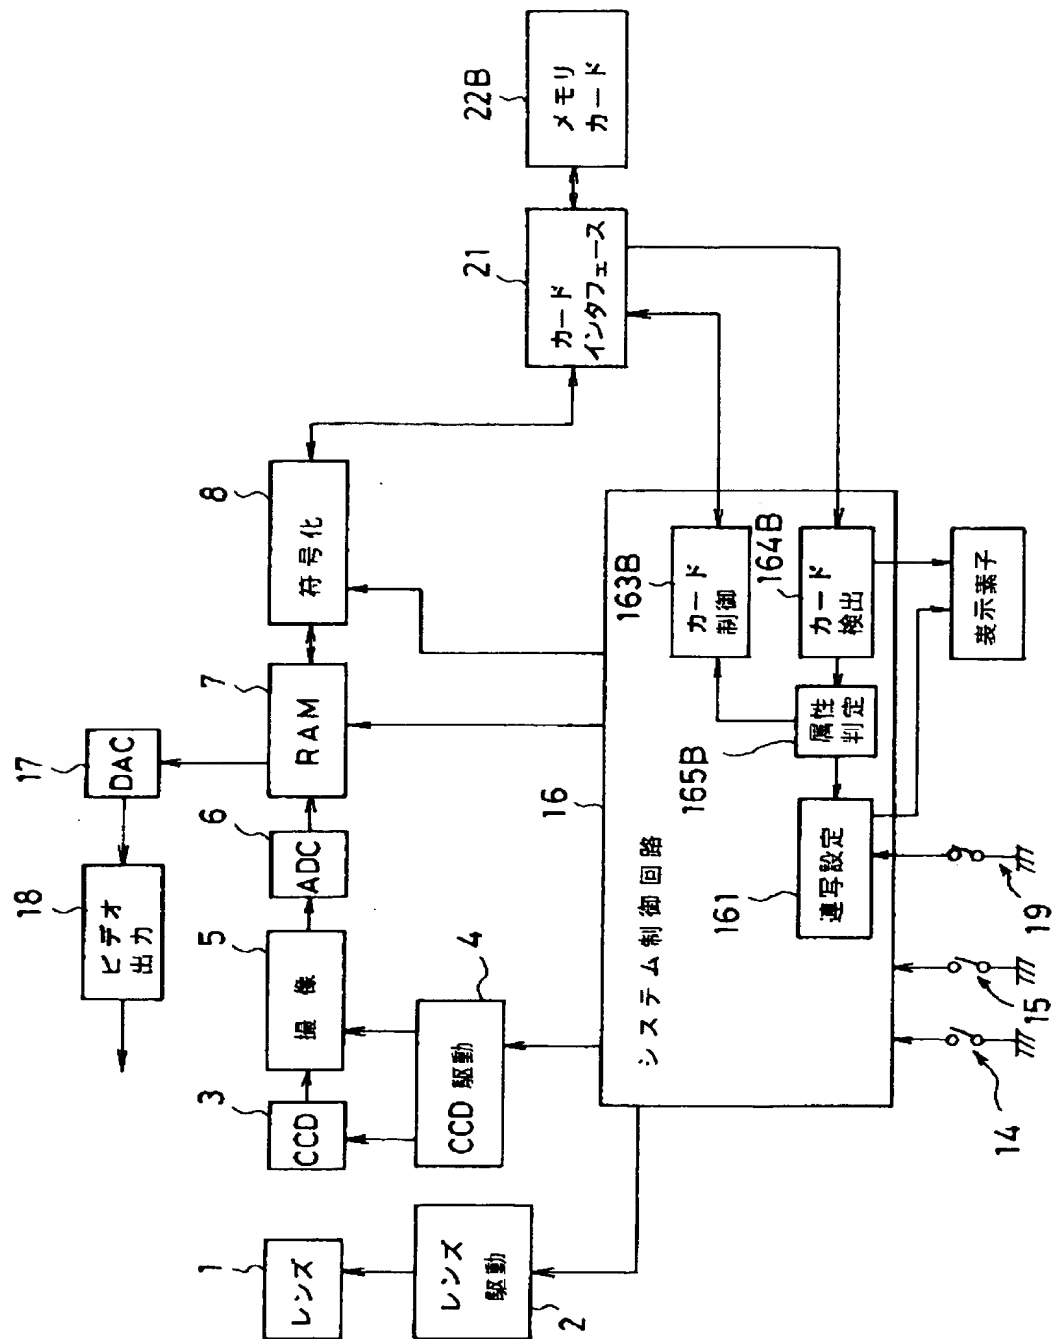 1
レンズ
2
レンズ
駆動
3
CCD
4
CCD 駆動
5
撮像
6
ADC
7
RAM
8
符号化
17
DAC
18
ビデオ
出力
21
カード
インタフェース
22B
メモリ
カード
16
システム制御回路
163B
カード
制御
164B
カード
検出
165B
属性
判定
161
連写設定
表示素子
14
15
19